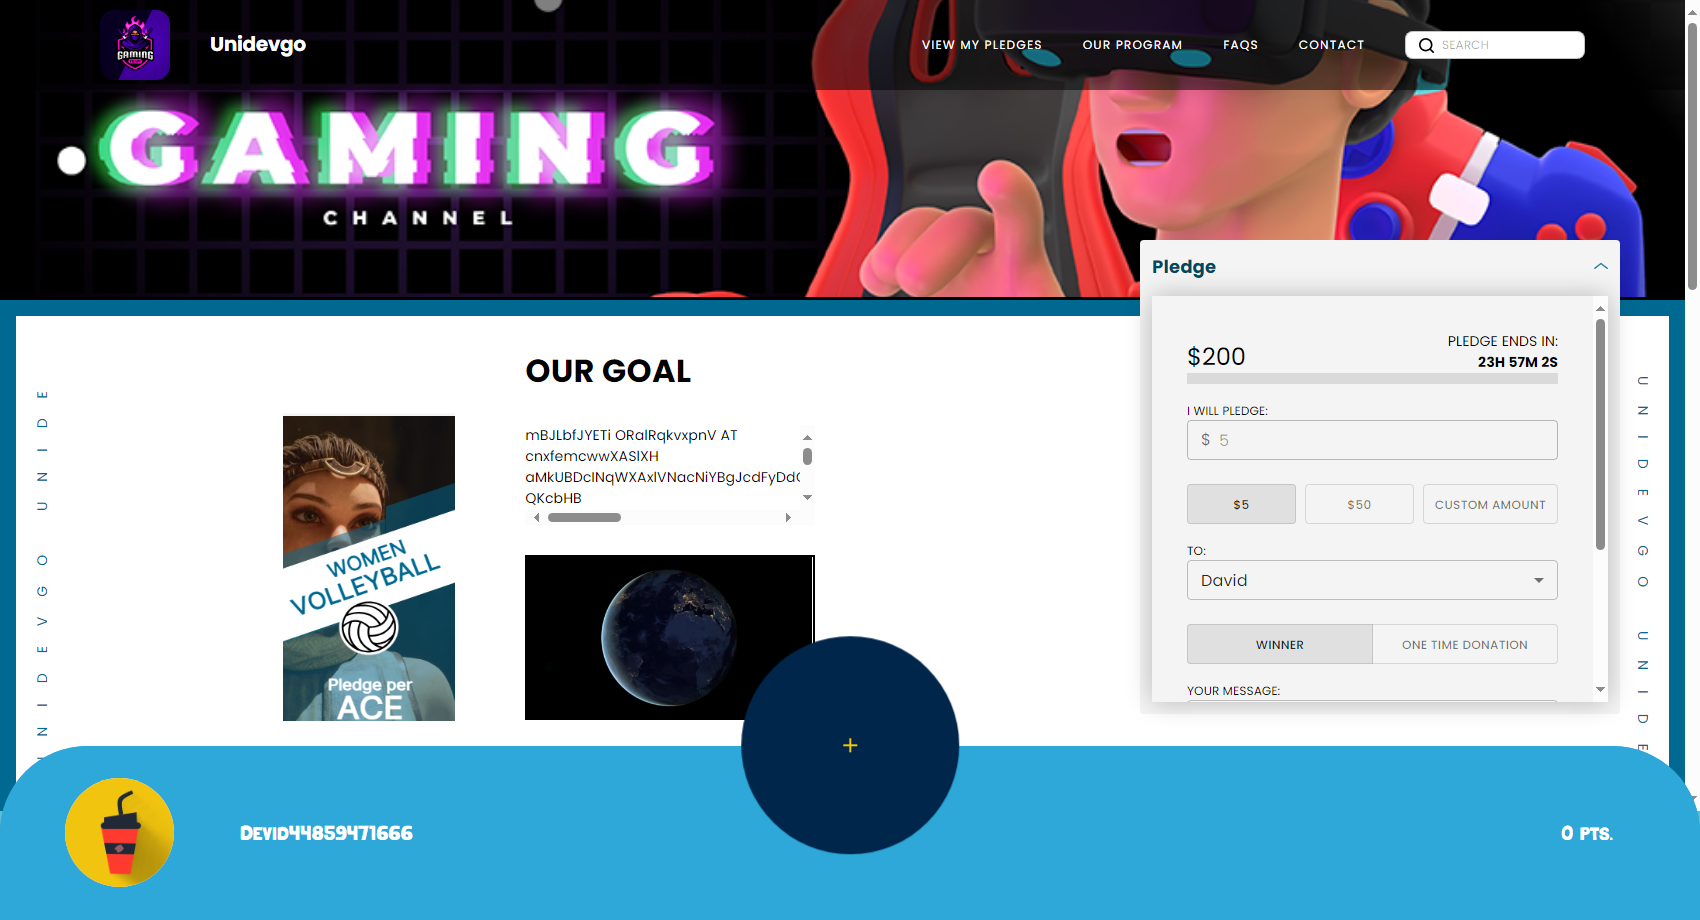 GAMING
Unidevgo
VIEW MY PLEDGES
OUR PROGRAM
FAQS
CONTACT
SEARCH
GAMING
CHANNEL
Pledge
$200
PLEDGE ENDS IN:
23H 57M 2S
I WILL PLEDGE:
$ 5
$5
$50
CUSTOM AMOUNT
TO:
David
WINNER
ONE TIME DONATION
YOUR MESSAGE:
OUR GOAL
mBJLbfJYETi ORalRqkvxpnV AT
cnxfemcwwXASlXH
aMkUBDcINqWXAxlVNacNiYBgJcdFyDd
QKcbHB
WOMEN
VOLLEYBALL
Pledge per
ACE
UNIDEVGO UNIDE
UNIDEVGO UNIDE
+
Devid44859471666
0 PTS.